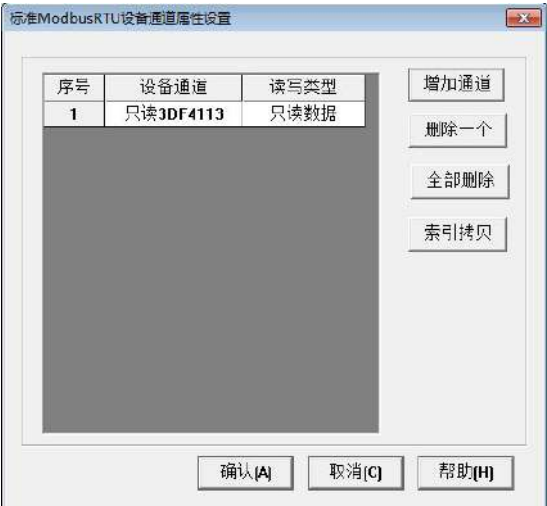 标准ModbusRTU设备通道属性设置
序号 设备通道 读写类型
1 只读3DF4113 只读数据
增加通道
删除一个
全部删除
索引拷贝
确认(A) 取消(C) 帮助(H)